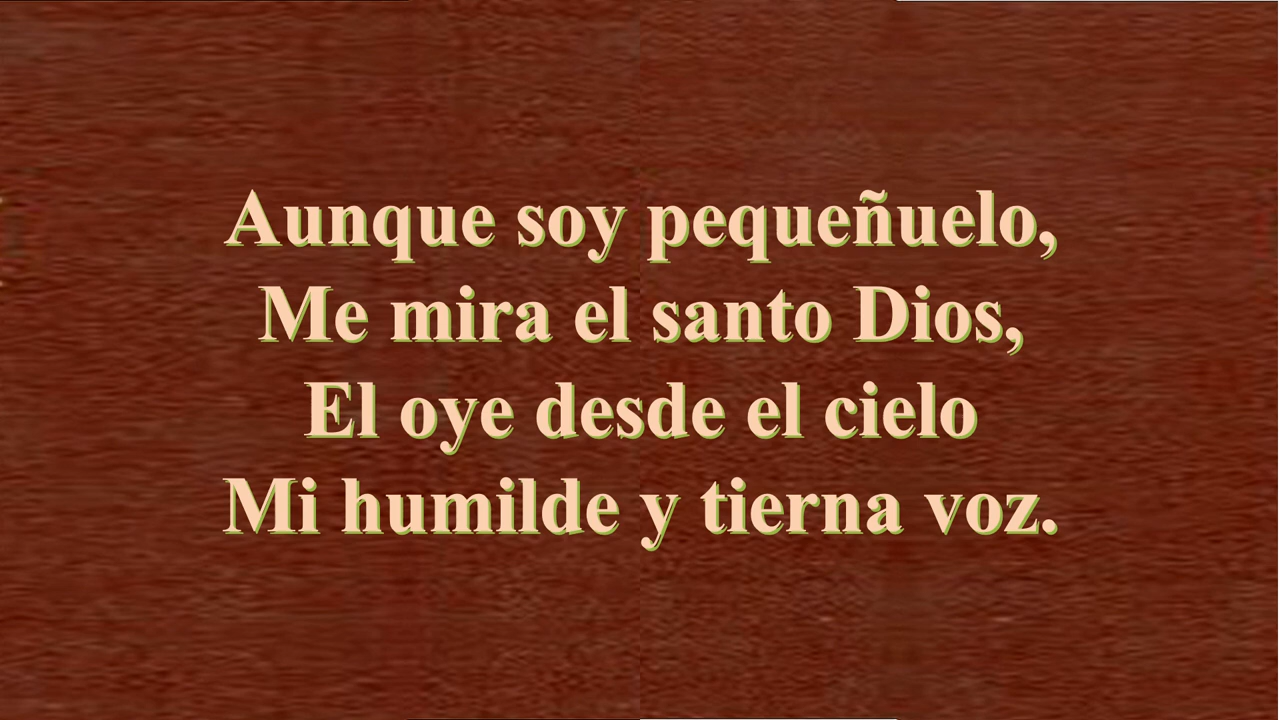 Aunque soy pequeñuelo,
Me mira el santo Dios,
El oye desde el cielo
Mi humilde y tierna voz.